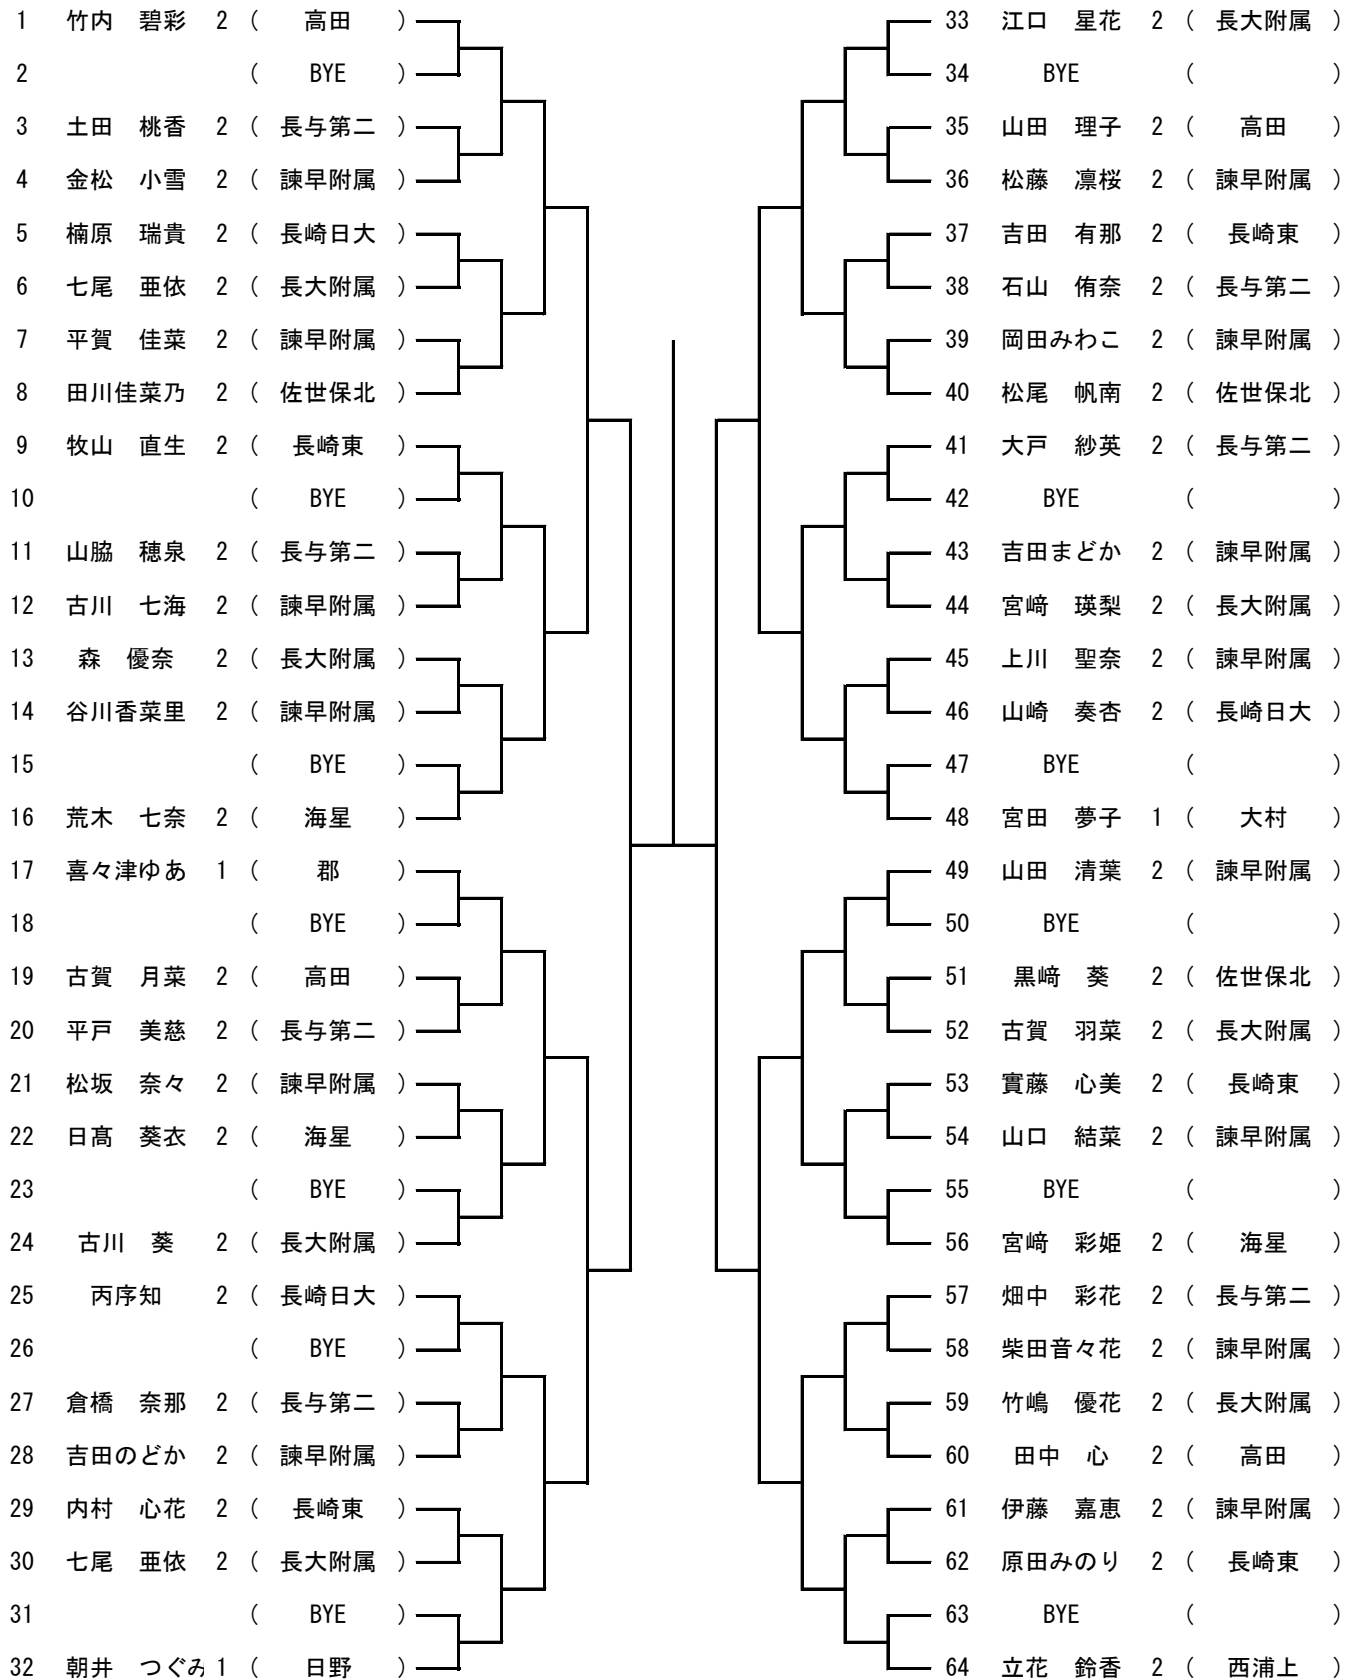 1 竹内 碧彩 2 ( 高田 )
2 ( BYE )
3 土田 桃香 2 ( 長与第二 )
4 金松 小雪 2 ( 諫早附属 )
5 楠原 瑞貴 2 ( 長崎日大 )
6 七尾 亜依 2 ( 長大附属 )
7 平賀 佳菜 2 ( 諫早附属 )
8 田川佳菜乃 2 ( 佐世保北 )
9 牧山 直生 2 ( 長崎東 )
10 ( BYE )
11 山脇 穂泉 2 ( 長与第二 )
12 古川 七海 2 ( 諫早附属 )
13 森 優奈 2 ( 長大附属 )
14 谷川香菜里 2 ( 諫早附属 )
15 ( BYE )
16 荒木 七奈 2 ( 海星 )
17 喜々津ゆあ 1 ( 郡 )
18 ( BYE )
19 古賀 月菜 2 ( 高田 )
20 平戸 美慈 2 ( 長与第二 )
21 松坂 奈々 2 ( 諫早附属 )
22 日髙 葵衣 2 ( 海星 )
23 ( BYE )
24 古川 葵 2 ( 長大附属 )
25 丙序知 2 ( 長崎日大 )
26 ( BYE )
27 倉橋 奈那 2 ( 長与第二 )
28 吉田のどか 2 ( 諫早附属 )
29 内村 心花 2 ( 長崎東 )
30 七尾 亜依 2 ( 長大附属 )
31 ( BYE )
32 朝井 つぐみ 1 ( 日野 )
33 江口 星花 2 ( 長大附属 )
34 BYE ( )
35 山田 理子 2 ( 高田 )
36 松藤 凛桜 2 ( 諫早附属 )
37 吉田 有那 2 ( 長崎東 )
38 石山 侑奈 2 ( 長与第二 )
39 岡田みわこ 2 ( 諫早附属 )
40 松尾 帆南 2 ( 佐世保北 )
41 大戸 紗英 2 ( 長与第二 )
42 BYE ( )
43 吉田まどか 2 ( 諫早附属 )
44 宮﨑 瑛梨 2 ( 長大附属 )
45 上川 聖奈 2 ( 諫早附属 )
46 山崎 奏杏 2 ( 長崎日大 )
47 BYE ( )
48 宮田 夢子 1 ( 大村 )
49 山田 清葉 2 ( 諫早附属 )
50 BYE ( )
51 黒﨑 葵 2 ( 佐世保北 )
52 古賀 羽菜 2 ( 長大附属 )
53 實藤 心美 2 ( 長崎東 )
54 山口 結菜 2 ( 諫早附属 )
55 BYE ( )
56 宮﨑 彩姫 2 ( 海星 )
57 畑中 彩花 2 ( 長与第二 )
58 柴田音々花 2 ( 諫早附属 )
59 竹嶋 優花 2 ( 長大附属 )
60 田中 心 2 ( 高田 )
61 伊藤 嘉恵 2 ( 諫早附属 )
62 原田みのり 2 ( 長崎東 )
63 BYE ( )
64 立花 鈴香 2 ( 西浦上 )